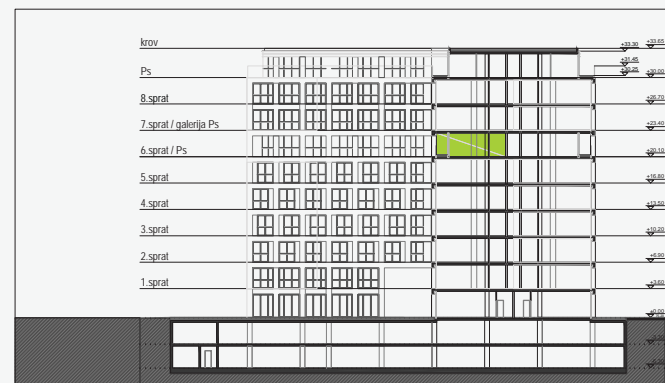 krov
+33.30
+33.65
+31.45
Ps
+30.25
+30.00
8.sprat
+26.70
7.sprat / galerija Ps
+23.40
6.sprat / Ps
+20.10
5.sprat
+16.80
4.sprat
+13.50
3.sprat
+10.20
2.sprat
+6.90
1.sprat
+3.60
±0.00